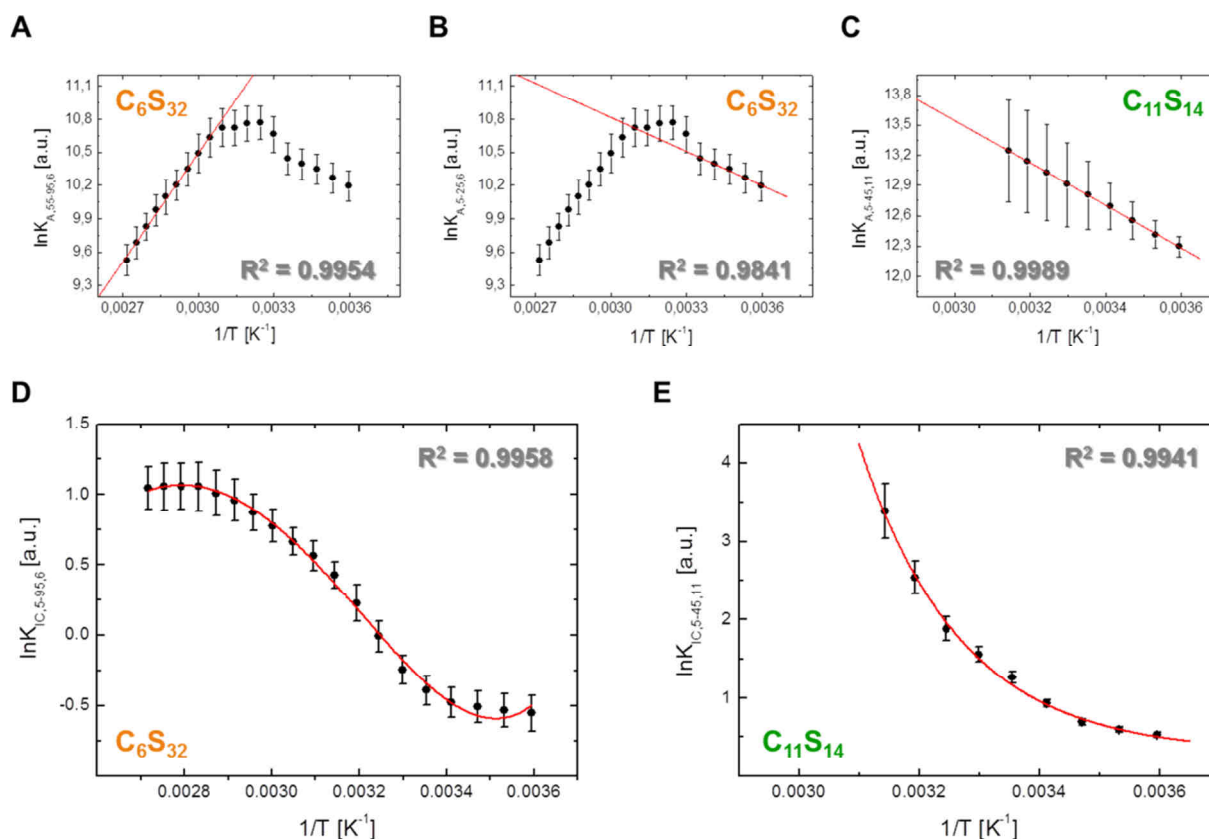 A
B
C
11,1
10,8
10,5
10,2
9,9
9,6
9,3
lnK_A,55-95,6 [a.u.]
C6S32
R2 = 0.9954
0,0027 0,0030 0,0033 0,0036
1/T [K-1]
11,1
10,8
10,5
10,2
9,9
9,6
9,3
lnK_A,5-25,6 [a.u.]
C6S32
R2 = 0.9841
0,0027 0,0030 0,0033 0,0036
1/T [K-1]
13,8
13,5
13,2
12,9
12,6
12,3
12,0
lnK_A,5-45,11 [a.u.]
C11S14
R2 = 0.9989
0,0030 0,0032 0,0034 0,0036
1/T [K-1]
D
E
1.5
1.0
0.5
0.0
-0.5
lnK_IC,5-95,6 [a.u.]
R2 = 0.9958
C6S32
0.0028 0.0030 0.0032 0.0034 0.0036
1/T [K-1]
4
3
2
1
lnK_IC,5-45,11 [a.u.]
R2 = 0.9941
C11S14
0.0030 0.0032 0.0034 0.0036
1/T [K-1]